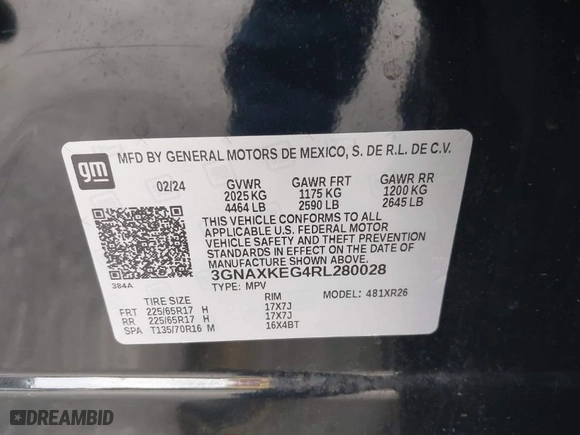 gm
MFD BY GENERAL MOTORS DE MEXICO, S. DE R.L. DE C.V.
02/24 GVWR GAWR FRT GAWR RR
2025 KG 1175 KG 1200 KG
4464 LB 2590 LB 2645 LB
THIS VEHICLE CONFORMS TO ALL
APPLICABLE U.S. FEDERAL MOTOR
VEHICLE SAFETY AND THEFT PREVENTION
STANDARDS IN EFFECT ON THE DATE OF
MANUFACTURE SHOWN ABOVE.
384A 3GNAXKEG4RL280028
TYPE: MPV
TIRE SIZE RIM MODEL: 481XR26
FRT 225/65R17 H 17X7J
RR 225/65R17 H 17X7J
SPA T135/70R16 M 16X4BT
DREAMBID